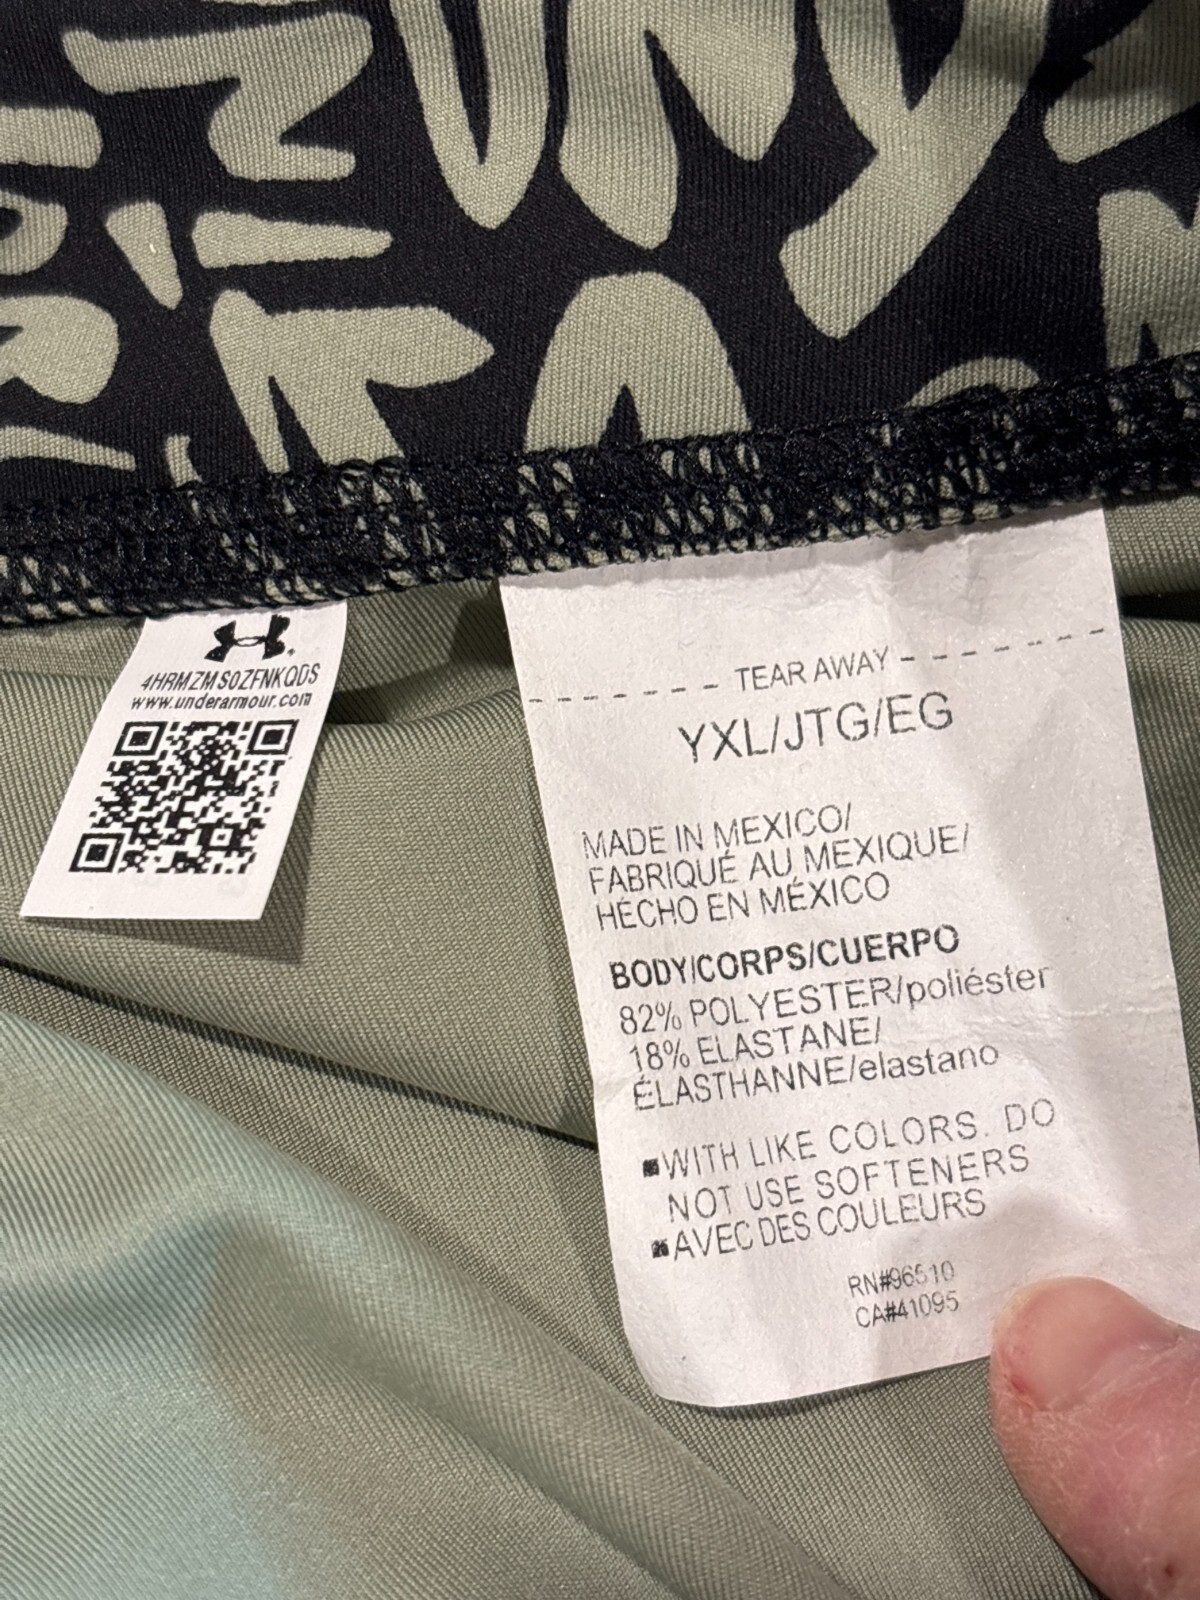 4HRMZMS0ZFNKQDS
www.underarmour.com
TEAR AWAY
YXL/JTG/EG
MADE IN MEXICO/
FABRIQUÉ AU MEXIQUE/
HECHO EN MÉXICO
BODY/CORPS/CUERPO
82% POLYESTER/poliéster
18% ELASTANE/
ÉLASTHANNE/elastano
▪WITH LIKE COLORS. DO
NOT USE SOFTENERS
▪AVEC DES COULEURS
RN#96510
CA#41095